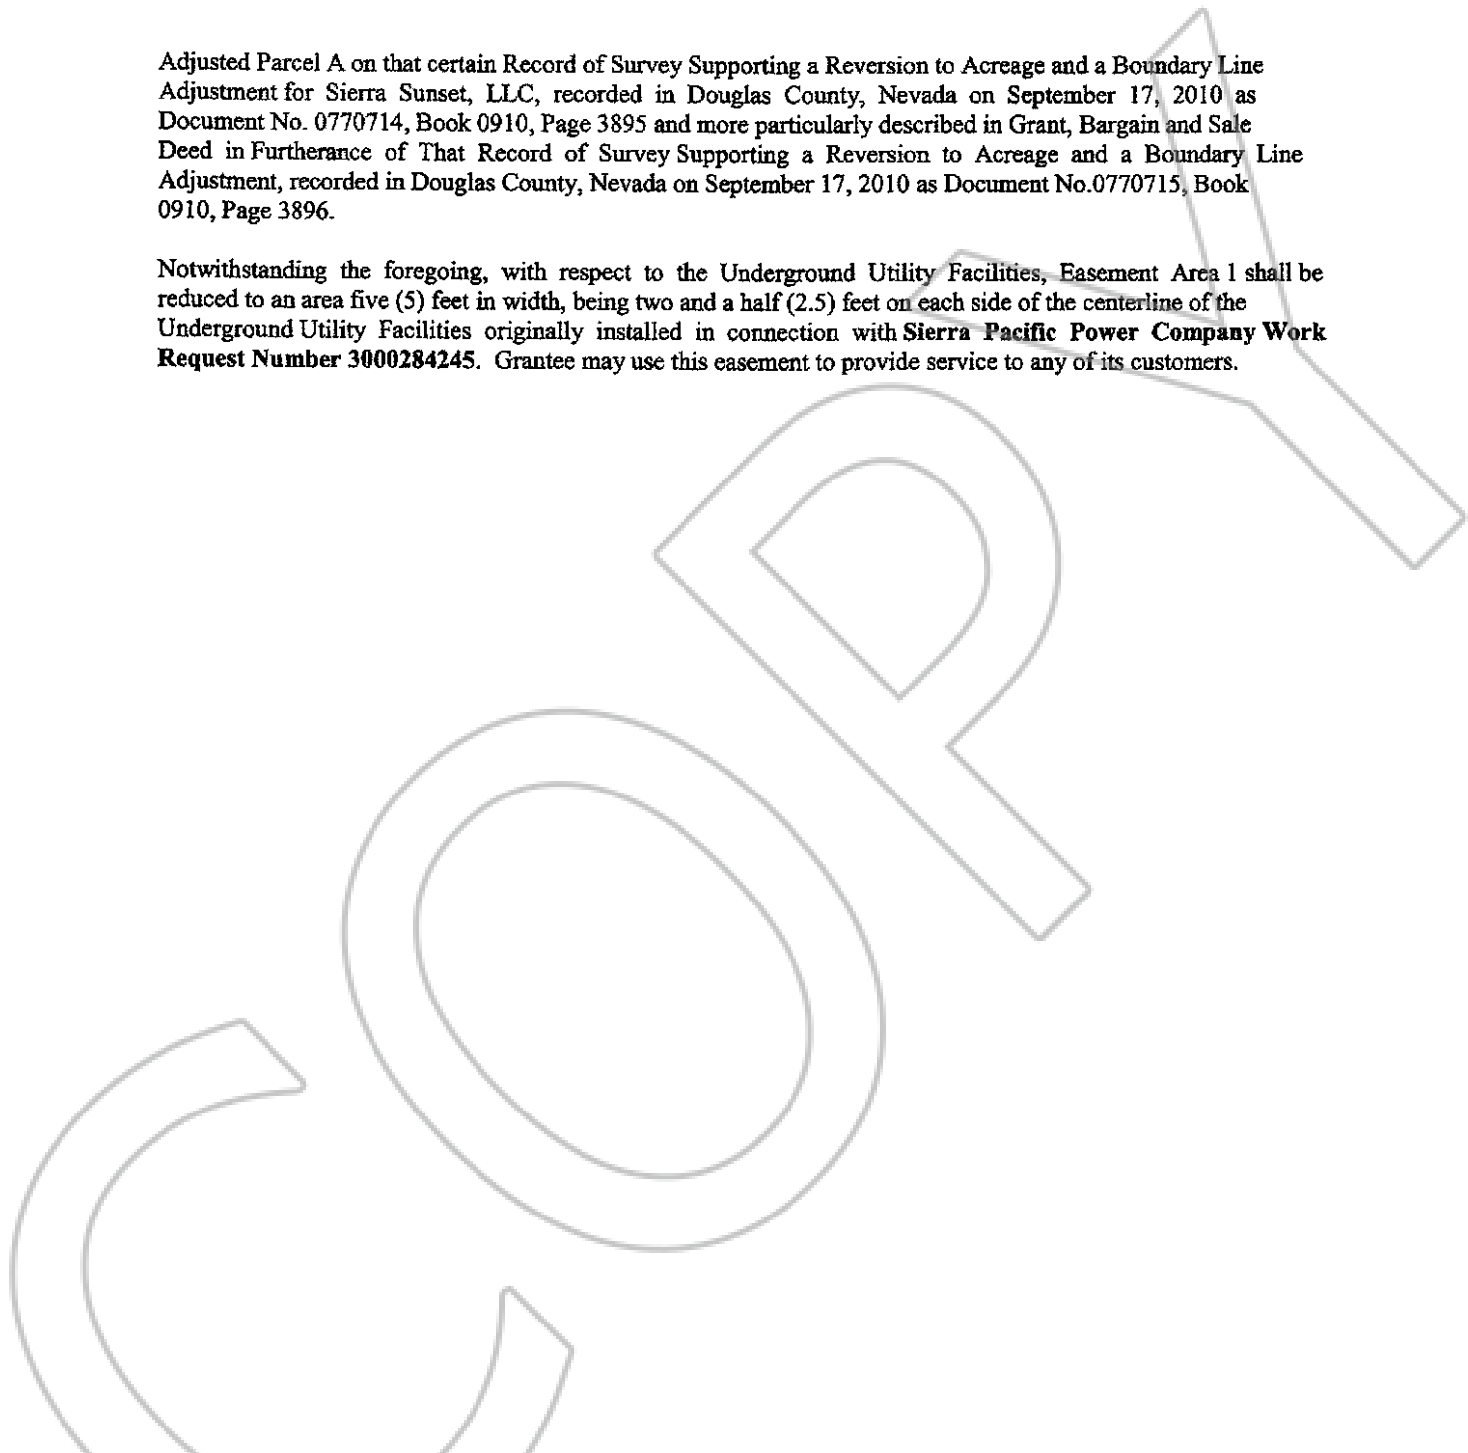 Adjusted Parcel A on that certain Record of Survey Supporting a Reversion to Acreage and a Boundary Line
Adjustment for Sierra Sunset, LLC, recorded in Douglas County, Nevada on September 17, 2010 as
Document No. 0770714, Book 0910, Page 3895 and more particularly described in Grant, Bargain and Sale
Deed in Furtherance of That Record of Survey Supporting a Reversion to Acreage and a Boundary Line
Adjustment, recorded in Douglas County, Nevada on September 17, 2010 as Document No.0770715, Book
0910, Page 3896.
Notwithstanding the foregoing, with respect to the Underground Utility Facilities, Easement Area 1 shall be
reduced to an area five (5) feet in width, being two and a half (2.5) feet on each side of the centerline of the
Underground Utility Facilities originally installed in connection with Sierra Pacific Power Company Work
Request Number 3000284245. Grantee may use this easement to provide service to any of its customers.
COPY